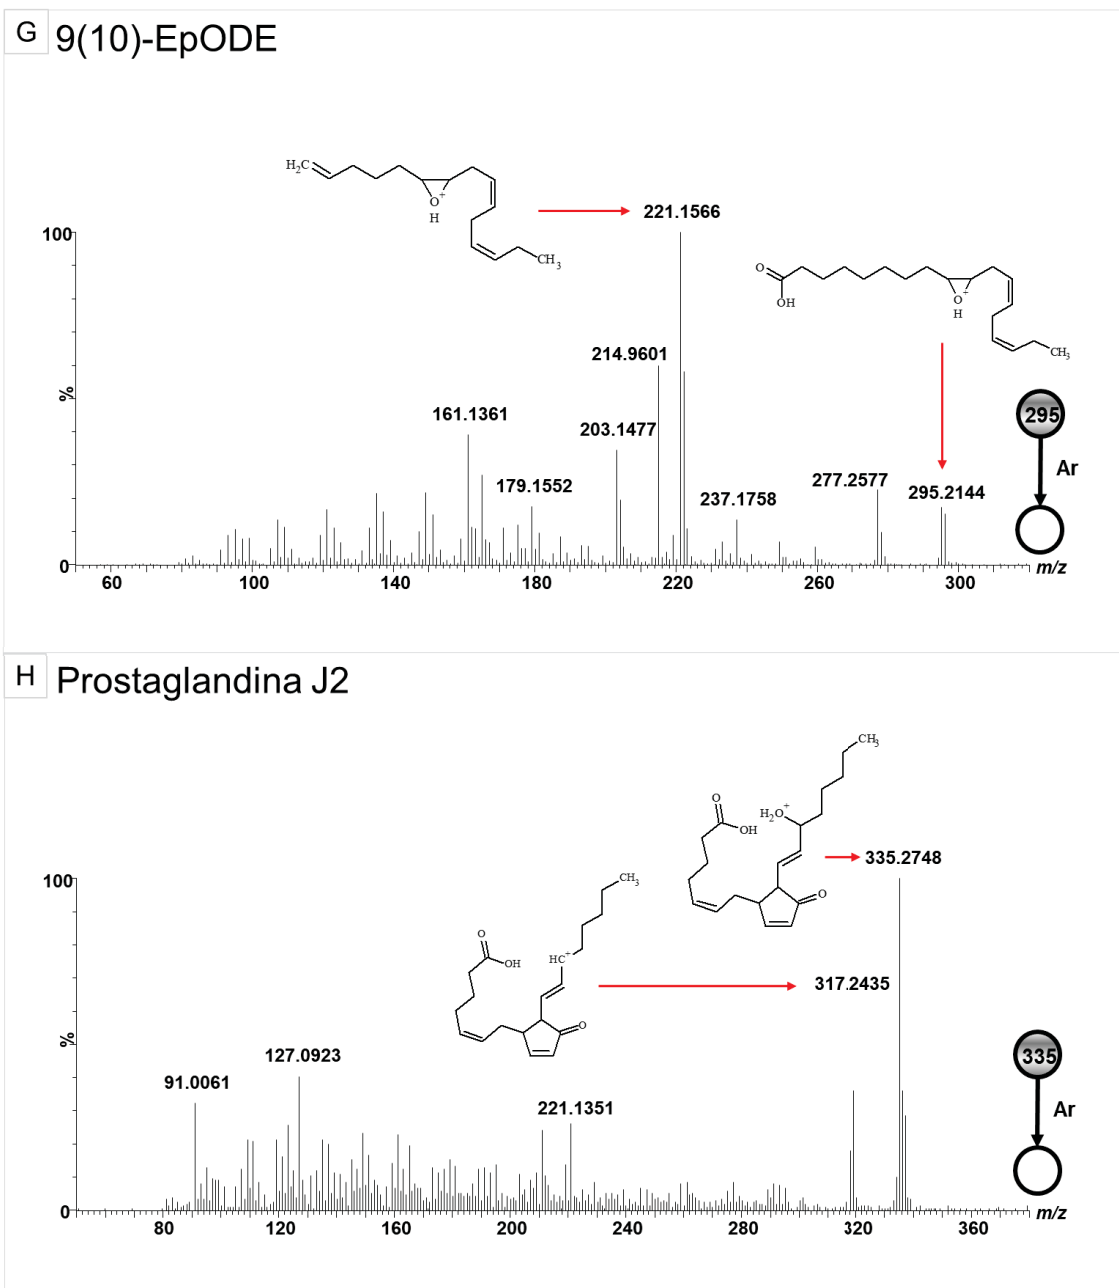 G 9(10)-EpODE
H₂C
O⁺
H
CH₃
221.1566
100
O
OH
O⁺
H
CH₃
214.9601
%
161.1361
203.1477
295
179.1552
277.2577
295.2144
Ar
237.1758
0
m/z
60 100 140 180 220 260 300
H Prostaglandina J2
CH₃
O
OH
H₂O⁺
335.2748
O
100
CH₃
O
OH
HC⁺
317.2435
O
%
127.0923
335
91.0061
221.1351
Ar
0
m/z
80 120 160 200 240 280 320 360